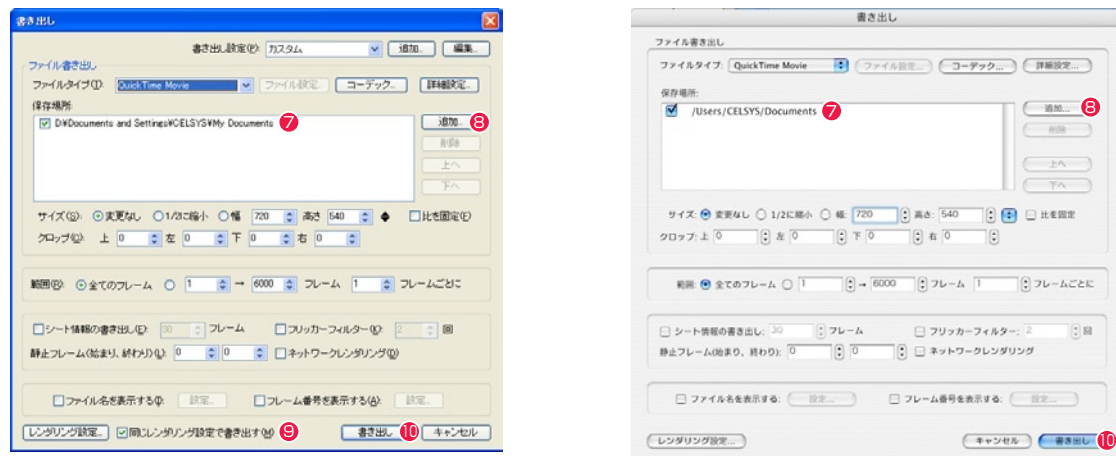 書き出し
書き出し設定(P): カスタム 追加... 編集...
ファイル書き出し
ファイルタイプ(T): QuickTime Movie ファイル設定... コーデック... 詳細設定...
保存場所:
D:¥Documents and Settings¥CELSYS¥My Documents 7
追加... 8
削除
上へ
下へ
サイズ(S): 変更なし 1/2に縮小 幅 720 高さ 540 比を固定(F)
クロップ(C): 上 0 左 0 下 0 右 0
範囲(R): 全てのフレーム 1 → 6000 フレーム 1 フレームごとに
シート情報の書き出し(E): 30 フレーム フリッカーフィルター(K): 2 回
静止フレーム(始まり、終わり)(L): 0 0 ネットワークレンダリング(D)
ファイル名を表示する(I): 設定... フレーム番号を表示する(A): 設定...
レンダリング設定... 同じレンダリング設定で書き出す(M) 9 書き出し 10 キャンセル
書き出し
ファイル書き出し
ファイルタイプ: QuickTime Movie ファイル設定... コーデック... 詳細設定...
保存場所:
/Users/CELSYS/Documents 7
追加... 8
削除
上へ
下へ
サイズ: 変更なし 1/2に縮小 幅: 720 高さ: 540 比を固定
クロップ: 上 0 左 0 下 0 右 0
範囲: 全てのフレーム 1 → 6000 フレーム 1 フレームごとに
シート情報の書き出し: 30 フレーム フリッカーフィルター: 2 回
静止フレーム(始まり、終わり): 0 0 ネットワークレンダリング
ファイル名を表示する: 設定... フレーム番号を表示する: 設定...
レンダリング設定... キャンセル 書き出し 10